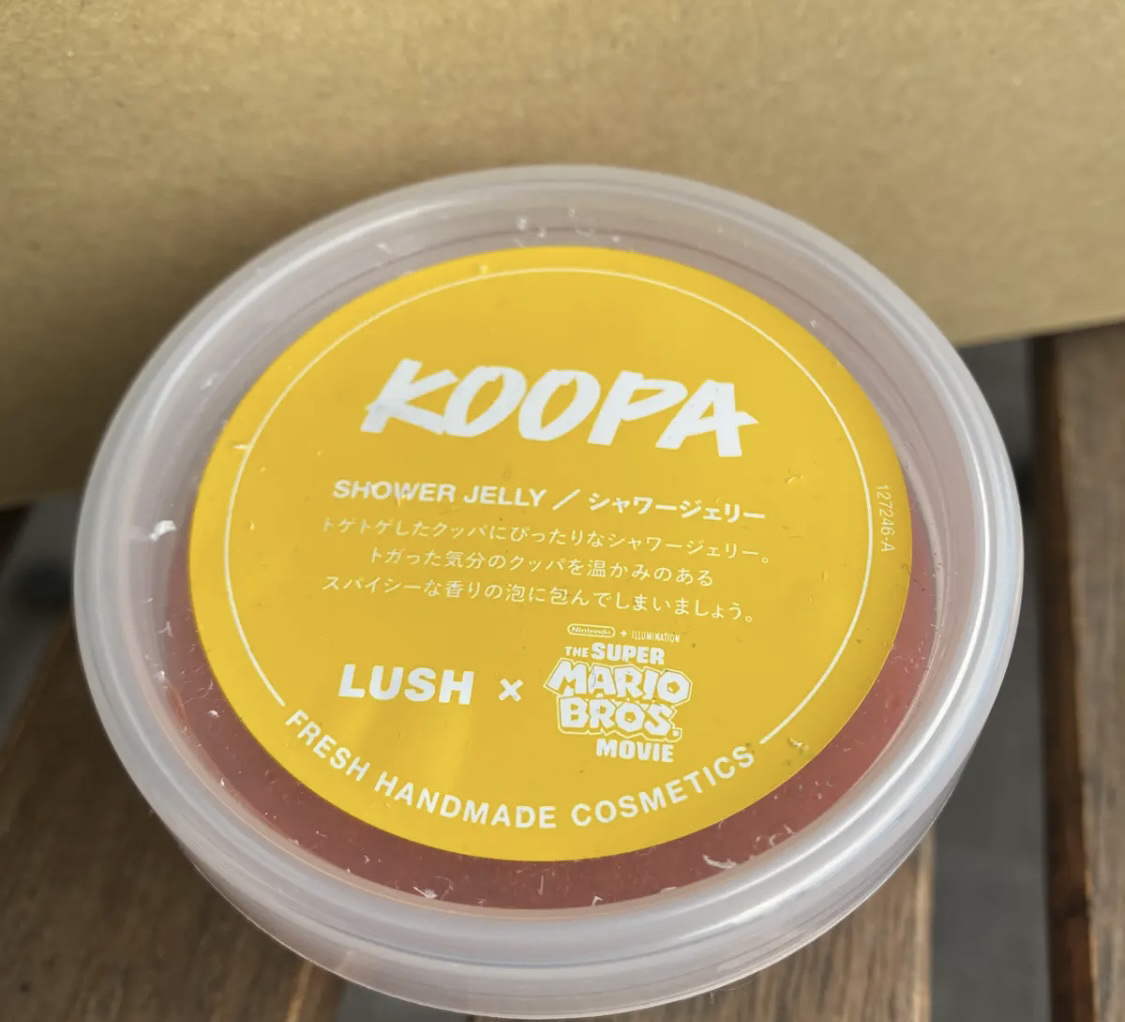 KOOPA
SHOWER JELLY / シャワージェリー
トゲトゲしたクッパにぴったりなシャワージェリー。
トガった気分のクッパを温かみのある
スパイシーな香りの泡に包んでしまいましょう。
Nintendo + ILLUMINATION
THE SUPER
MARIO
BROS.
MOVIE
LUSH ×
FRESH HANDMADE COSMETICS
127246-A